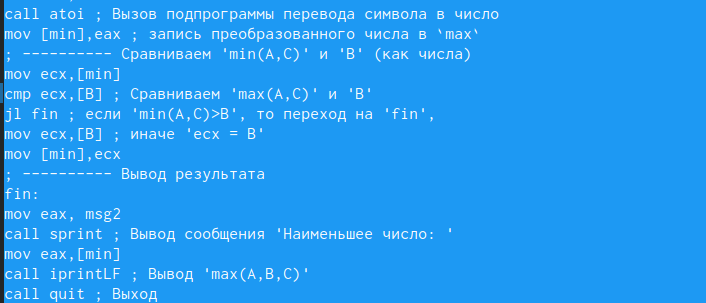 call atoi ; Вызов подпрограммы перевода символа в число
mov [min],eax ; запись преобразованного числа в `max`
; ---------- Сравниваем 'min(A,C)' и 'B' (как числа)
mov ecx,[min]
cmp ecx,[B] ; Сравниваем 'max(A,C)' и 'B'
jl fin ; если 'min(A,C)>B', то переход на 'fin',
mov ecx,[B] ; иначе 'ecx = B'
mov [min],ecx
; ---------- Вывод результата
fin:
mov eax, msg2
call sprint ; Вывод сообщения 'Наименьшее число: '
mov eax,[min]
call iprintLF ; Вывод 'max(A,B,C)'
call quit ; Выход